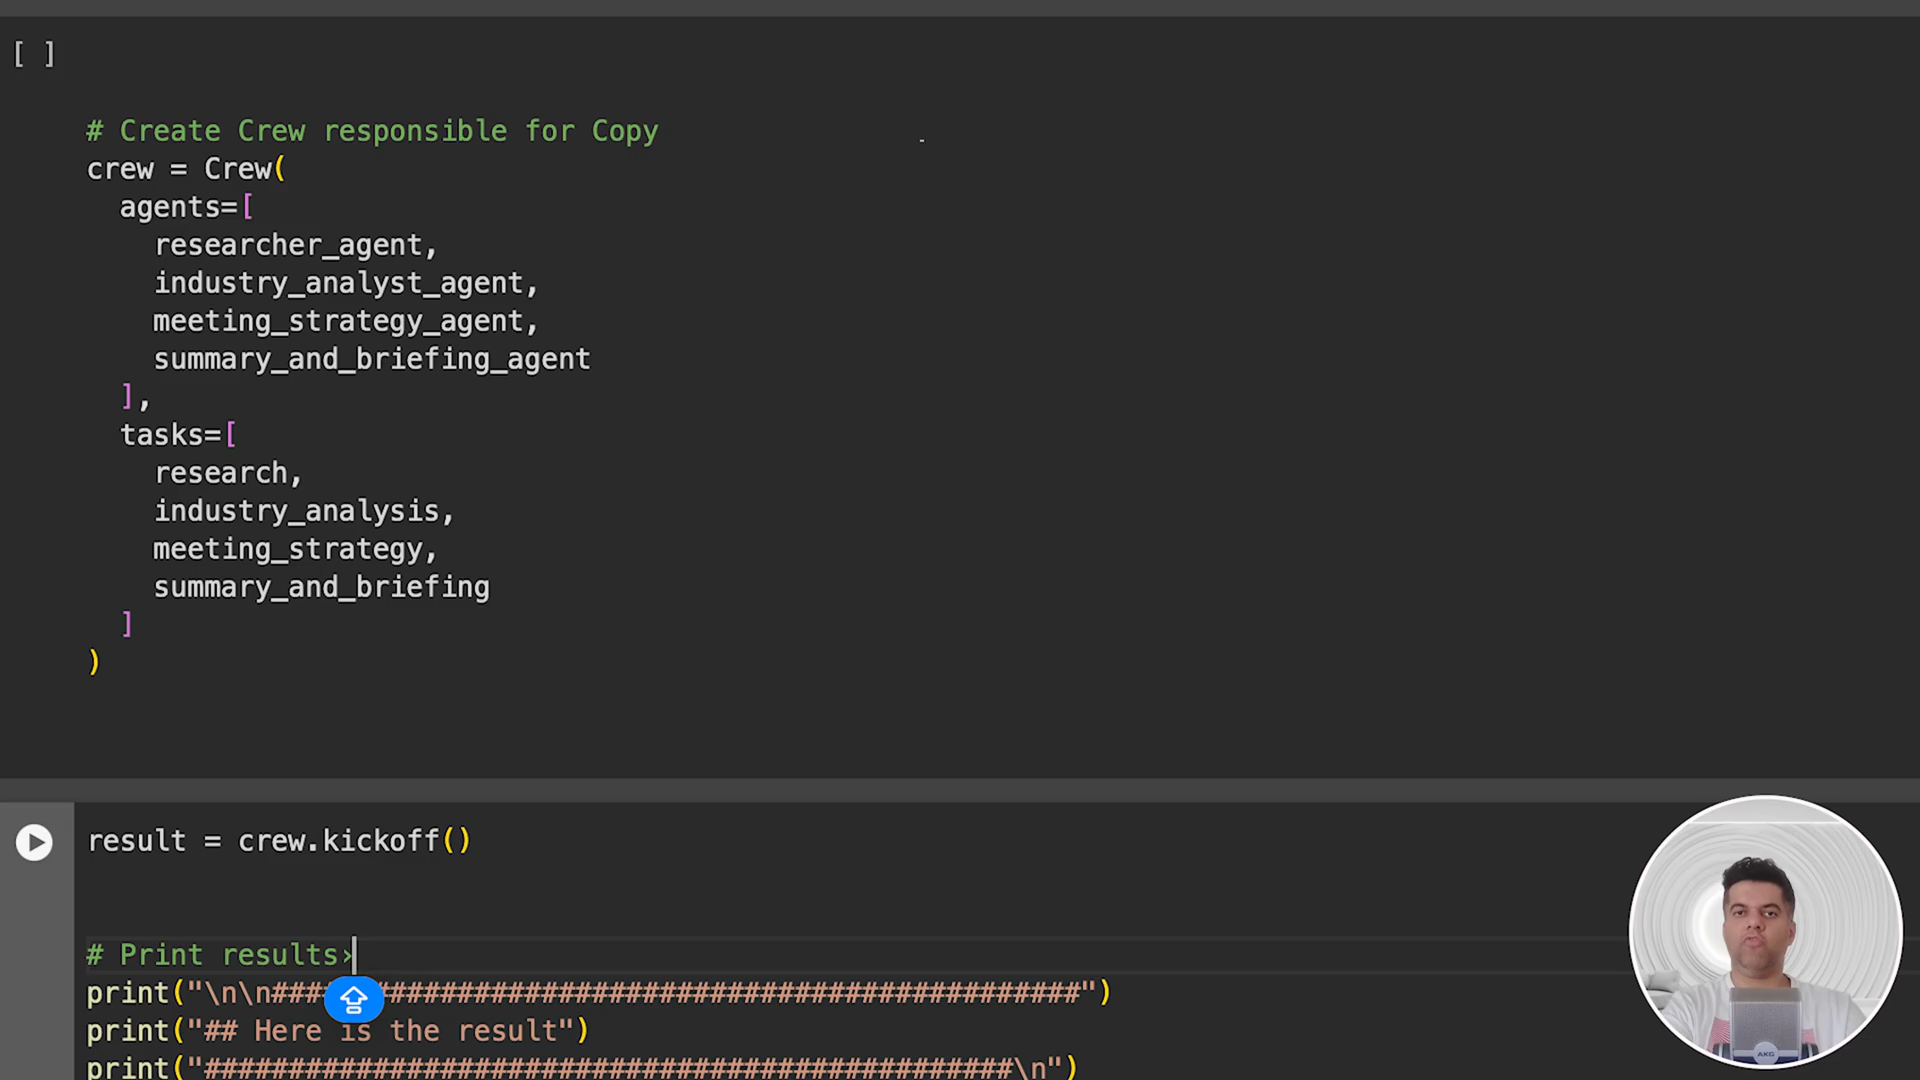 [ ]
# Create Crew responsible for Copy
crew = Crew(
agents=[
researcher_agent,
industry_analyst_agent,
meeting_strategy_agent,
summary_and_briefing_agent
],
tasks=[
research,
industry_analysis,
meeting_strategy,
summary_and_briefing
]
)
result = crew.kickoff()
# Print results›
print("\n\n################################################")
print("## Here is the result")
print("################################################\n")
AKG